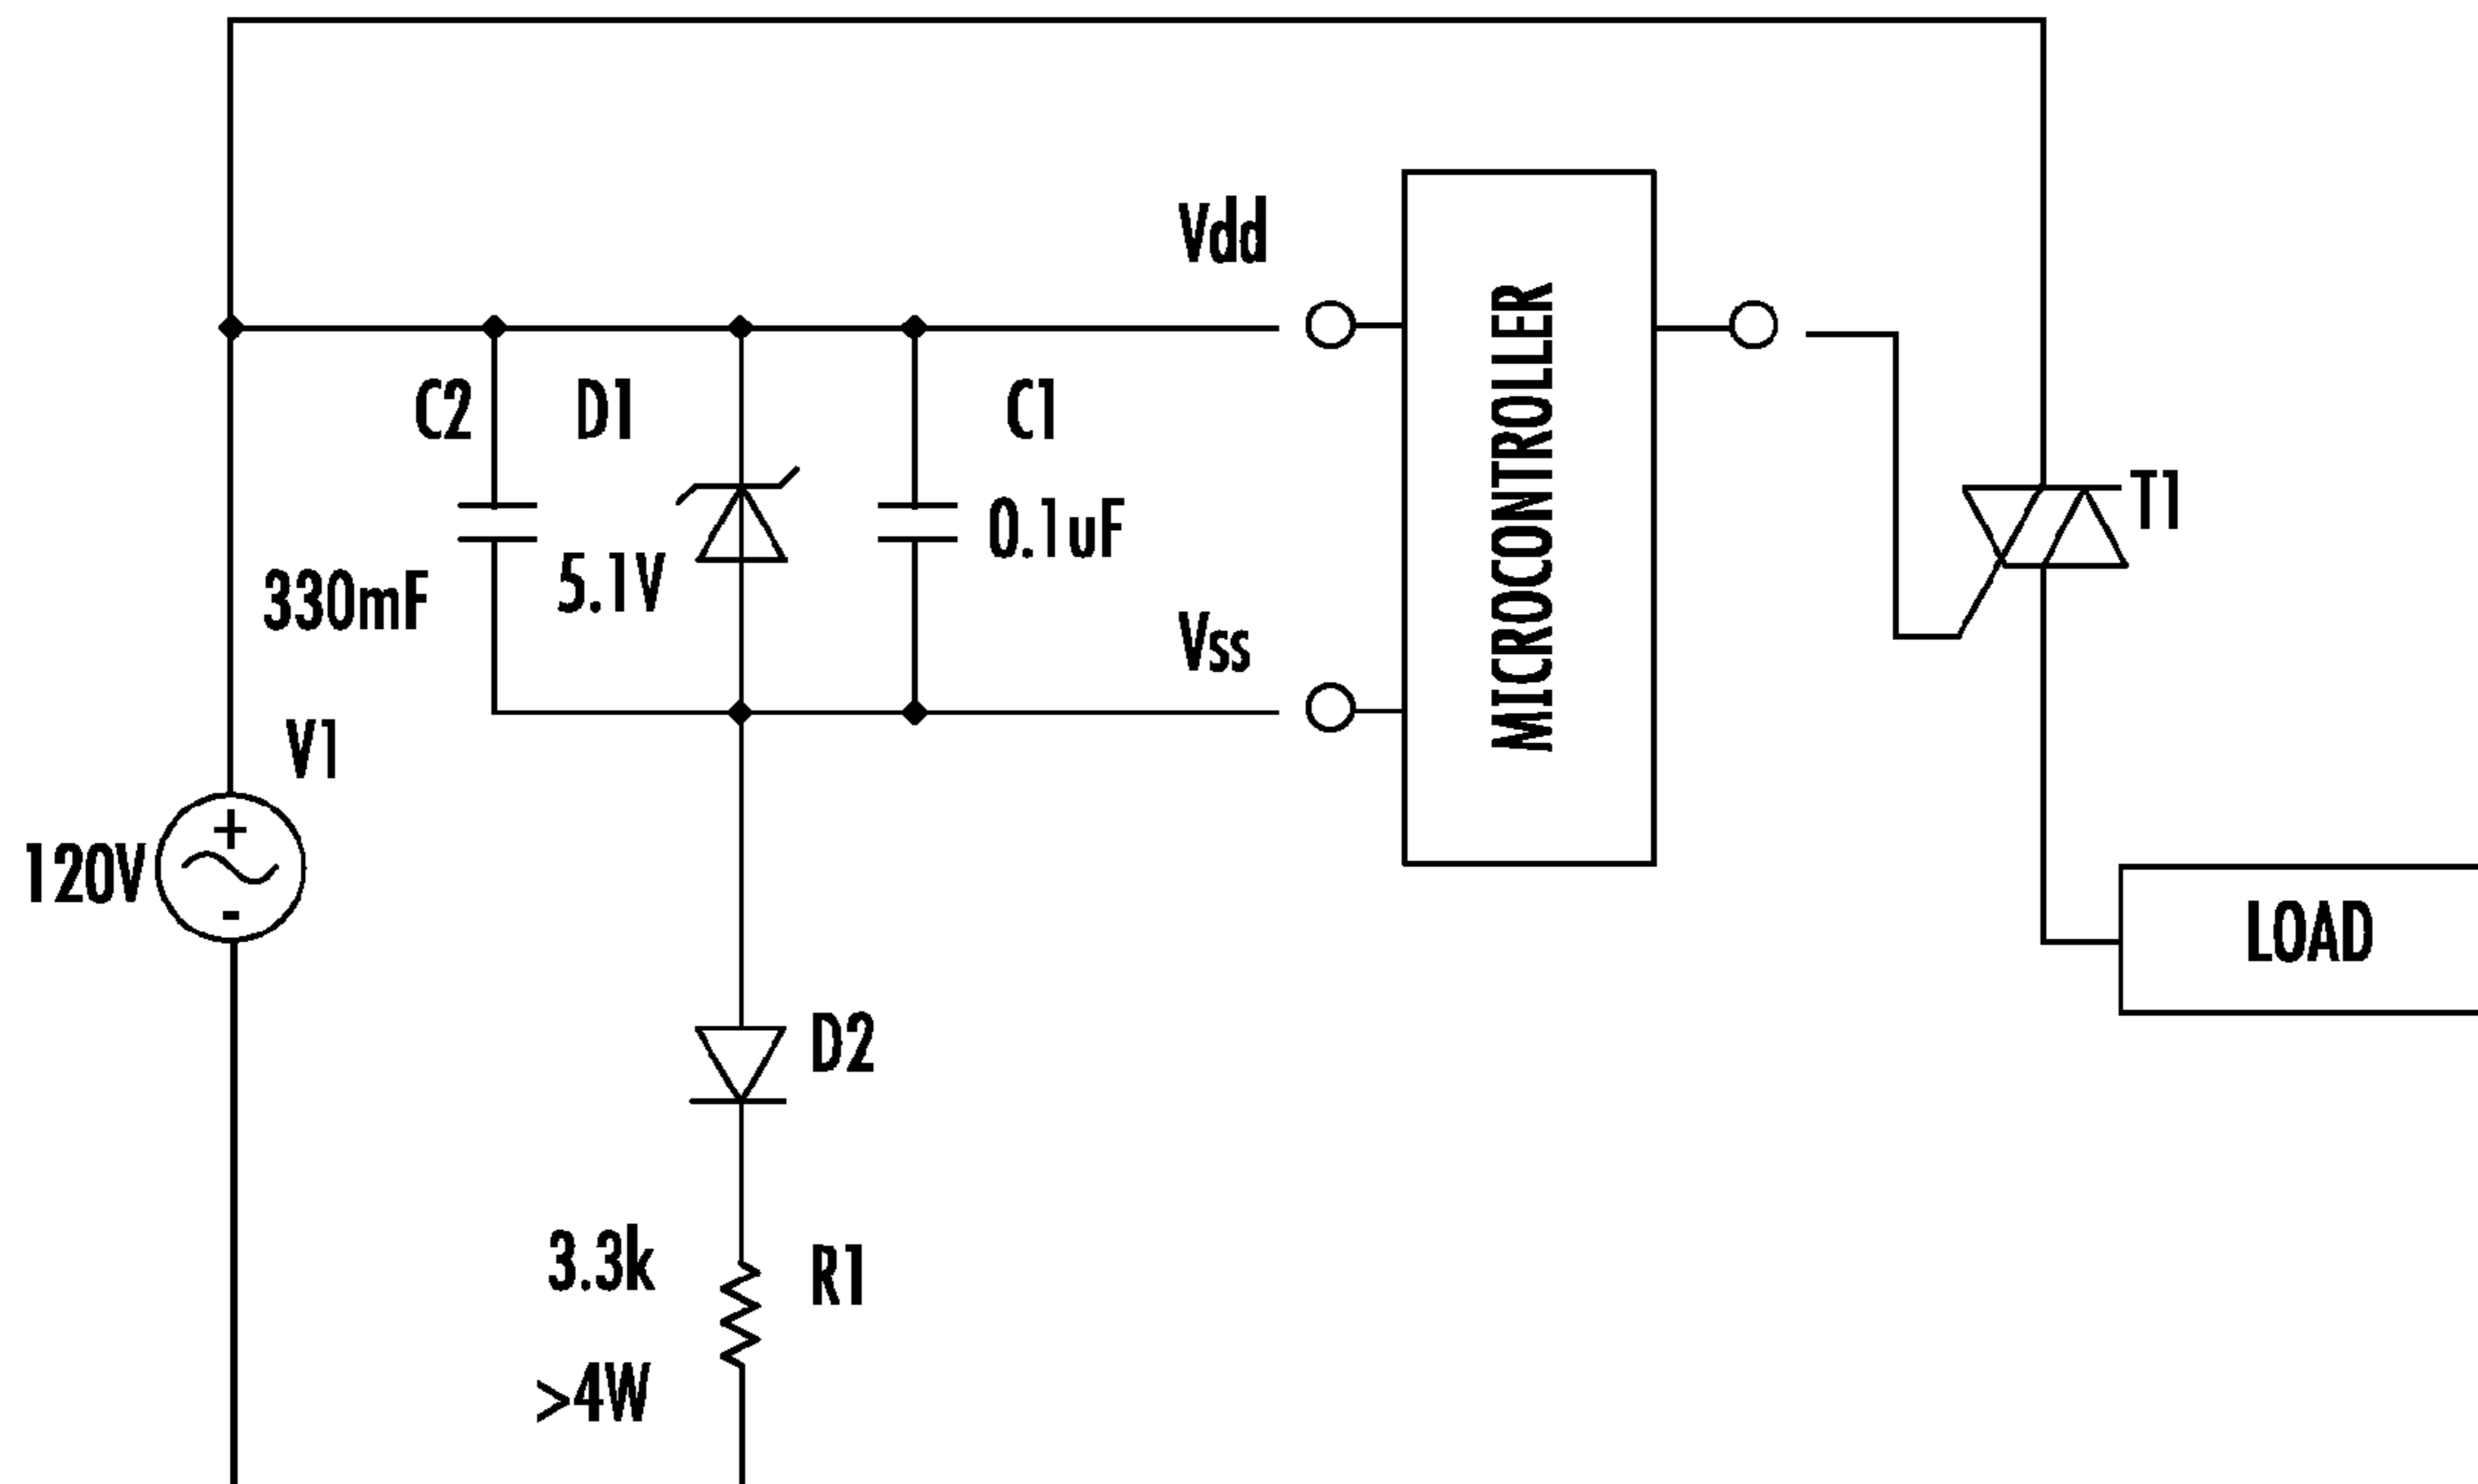 Vdd
C2
D1
C1
0.1uF
5.1V
330mF
Vss
MICROCONTROLLER
T1
V1
+
120V
-
LOAD
D2
3.3k
R1
>4W